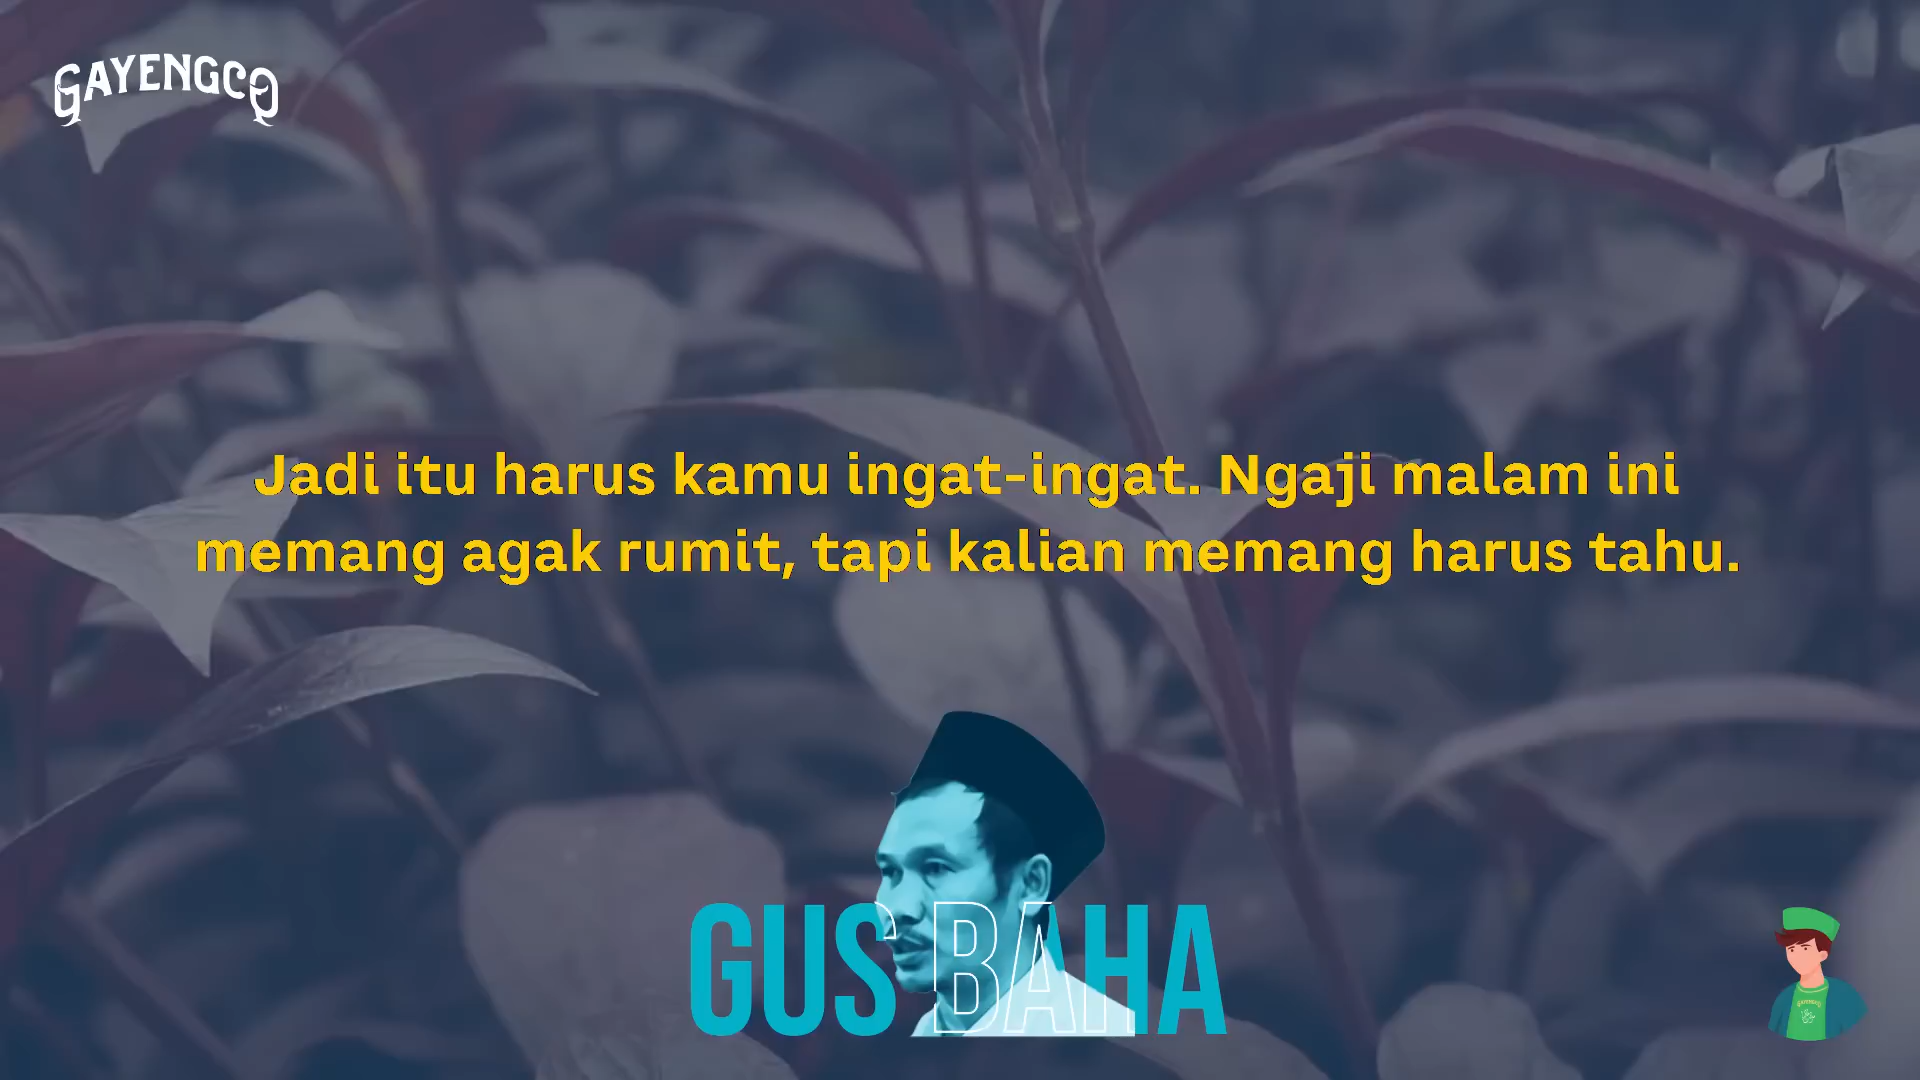 GAYENGCO
Jadi itu harus kamu ingat-ingat. Ngaji malam ini
memang agak rumit, tapi kalian memang harus tahu.
GUS BAHA